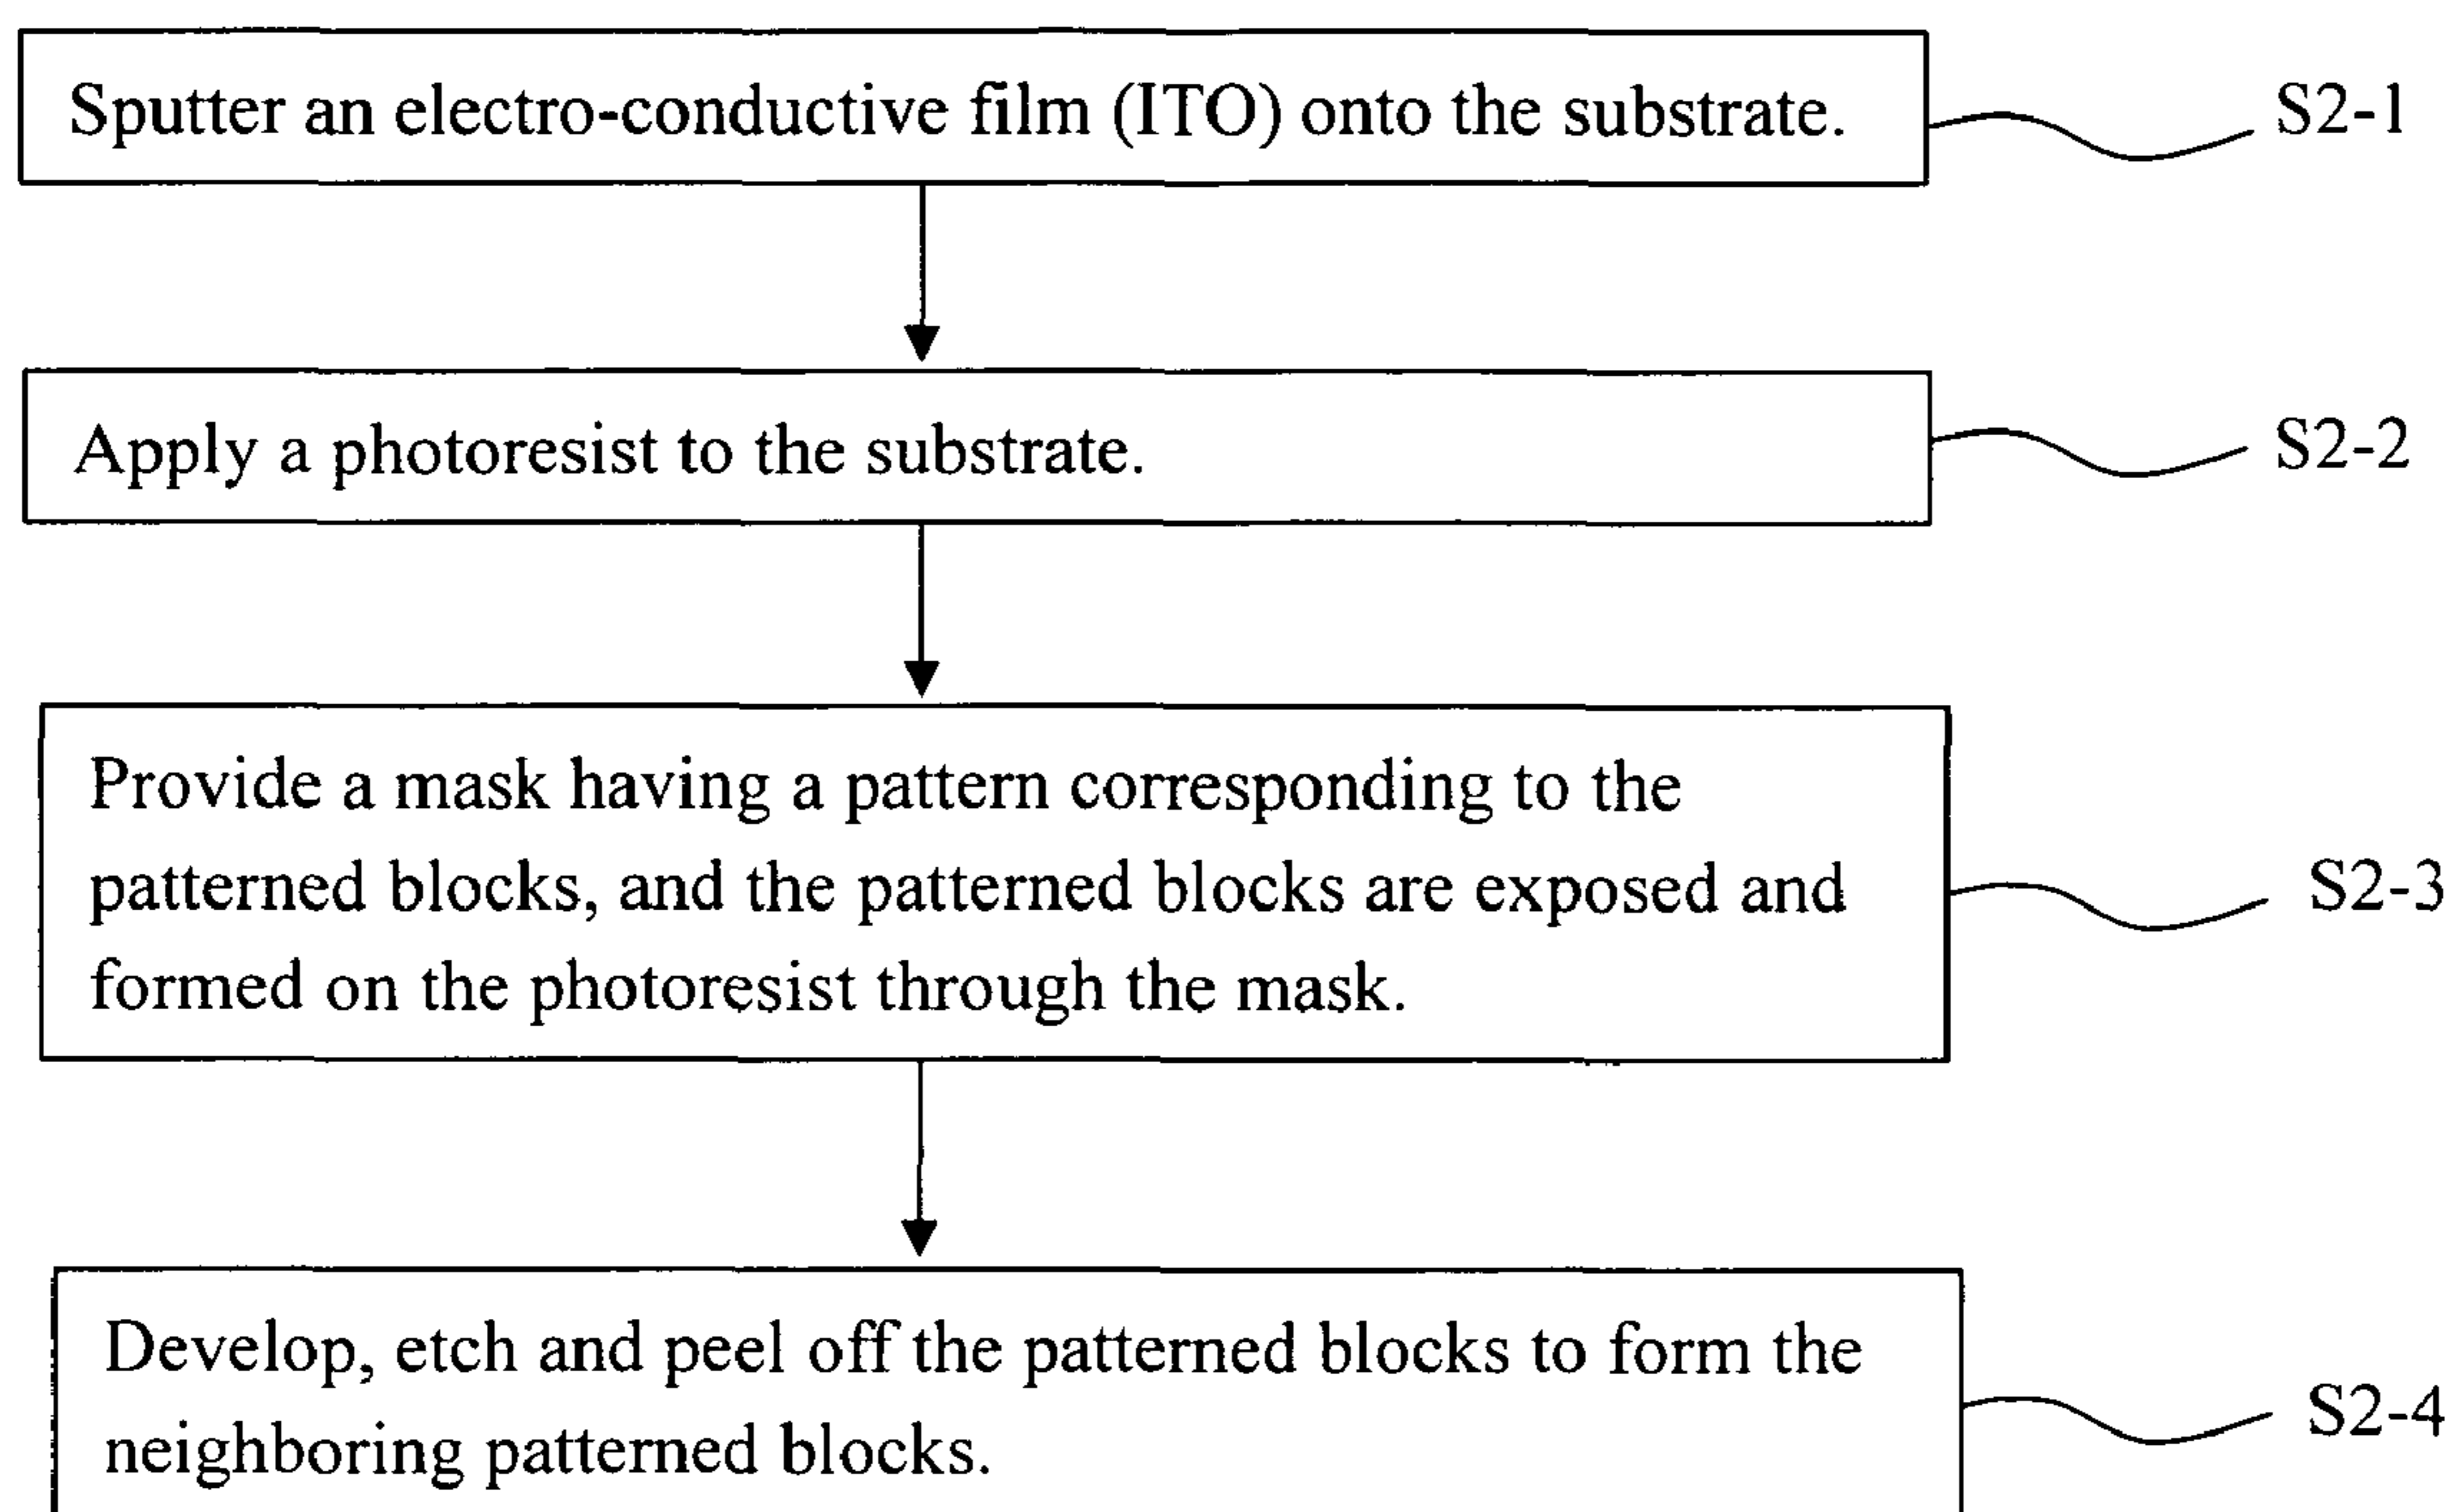 Sputter an electro-conductive film (ITO) onto the substrate.
S2-1
Apply a photoresist to the substrate.
S2-2
Provide a mask having a pattern corresponding to the
patterned blocks, and the patterned blocks are exposed and
formed on the photoresist through the mask.
S2-3
Develop, etch and peel off the patterned blocks to form the
neighboring patterned blocks.
S2-4